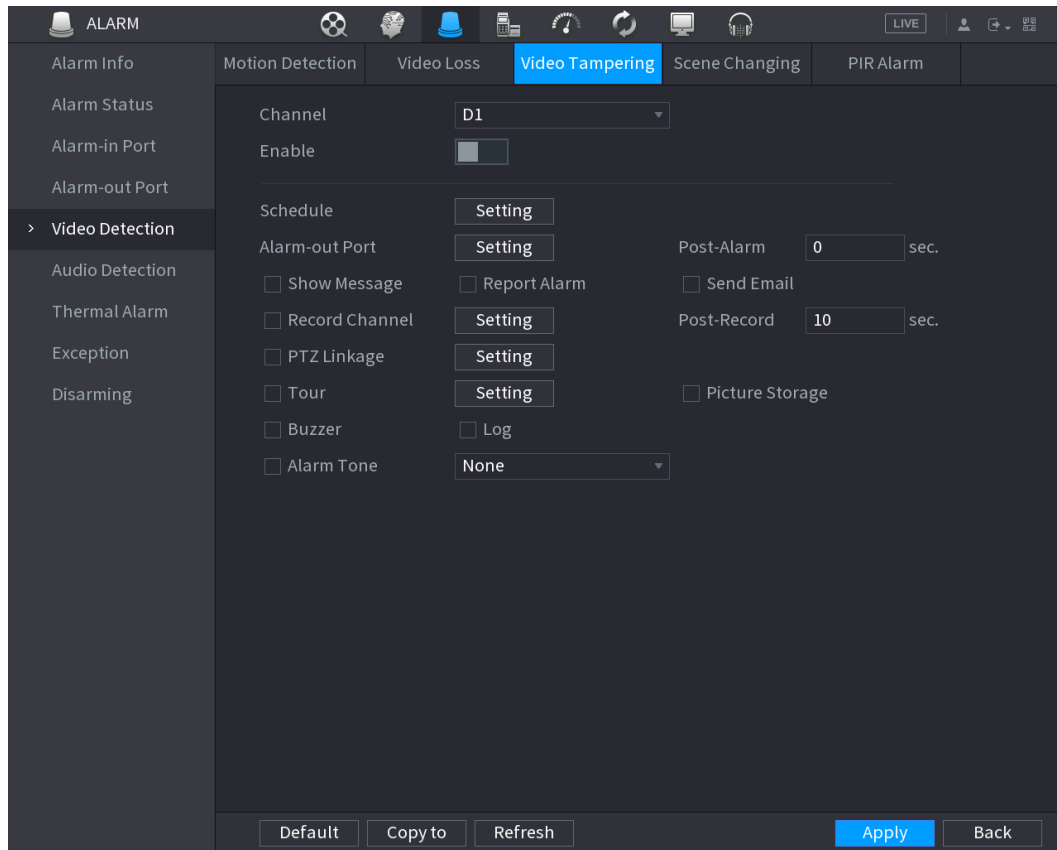 ALARM
LIVE
Alarm Info
Alarm Status
Alarm-in Port
Alarm-out Port
> Video Detection
Audio Detection
Thermal Alarm
Exception
Disarming
Motion Detection Video Loss Video Tampering Scene Changing PIR Alarm
Channel D1
Enable
Schedule Setting
Alarm-out Port Setting Post-Alarm 0 sec.
Show Message Report Alarm Send Email
Record Channel Setting Post-Record 10 sec.
PTZ Linkage Setting
Tour Setting Picture Storage
Buzzer Log
Alarm Tone None
Default Copy to Refresh Apply Back